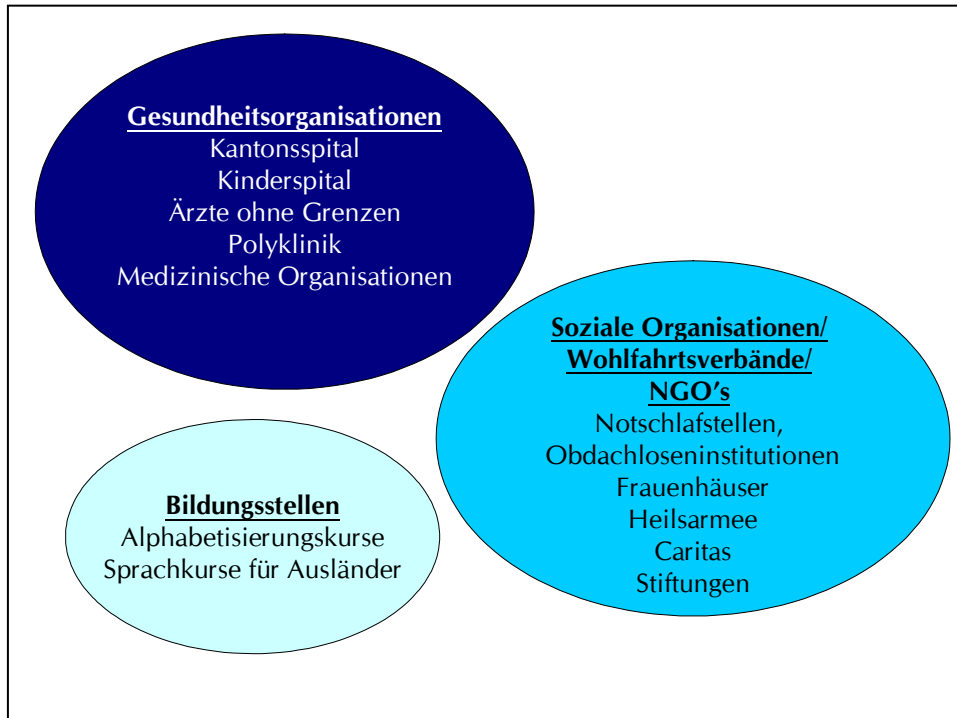 Gesundheitsorganisationen
Kantonsspital
Kinderspital
Ärzte ohne Grenzen
Polyklinik
Medizinische Organisationen
Soziale Organisationen/
Wohlfahrtsverbände/
NGO’s
Notschlafstellen,
Obdachloseninstitutionen
Frauenhäuser
Heilsarmee
Caritas
Stiftungen
Bildungsstellen
Alphabetisierungskurse
Sprachkurse für Ausländer